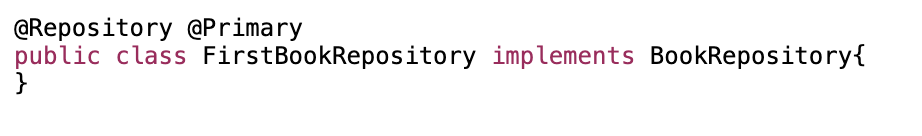 @Repository @Primary
public class FirstBookRepository implements BookRepository{
}